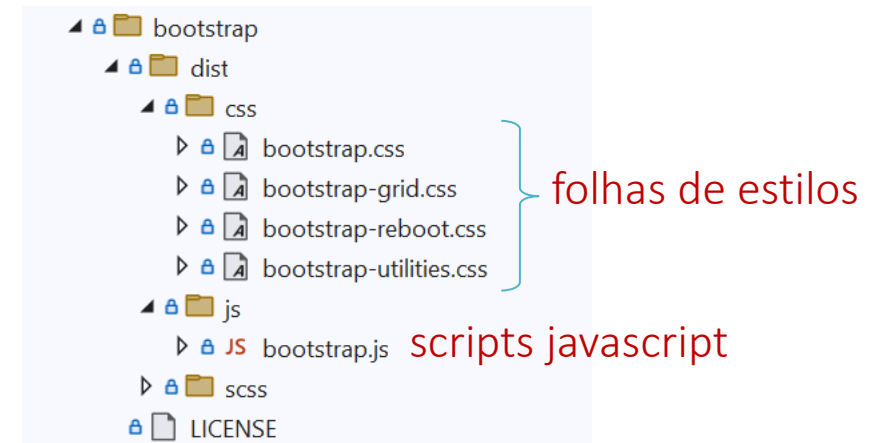 bootstrap
dist
css
bootstrap.css
bootstrap-grid.css
folhas de estilos
bootstrap-reboot.css
bootstrap-utilities.css
js
JS bootstrap.js scripts javascript
scss
LICENSE